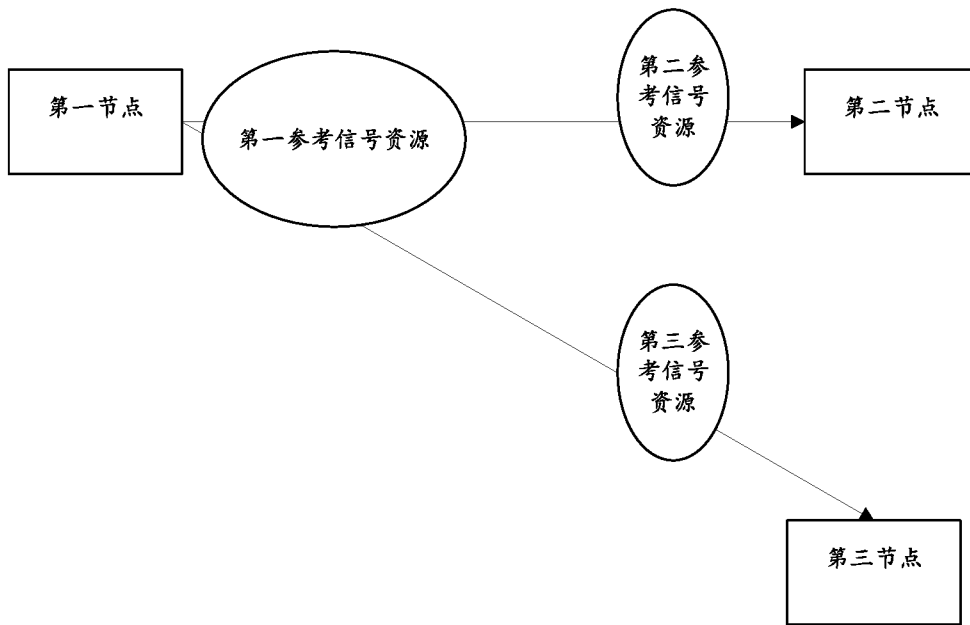 第一节点
第一参考信号资源
第二参
考信号
资源
第二节点
第三参
考信号
资源
第三节点